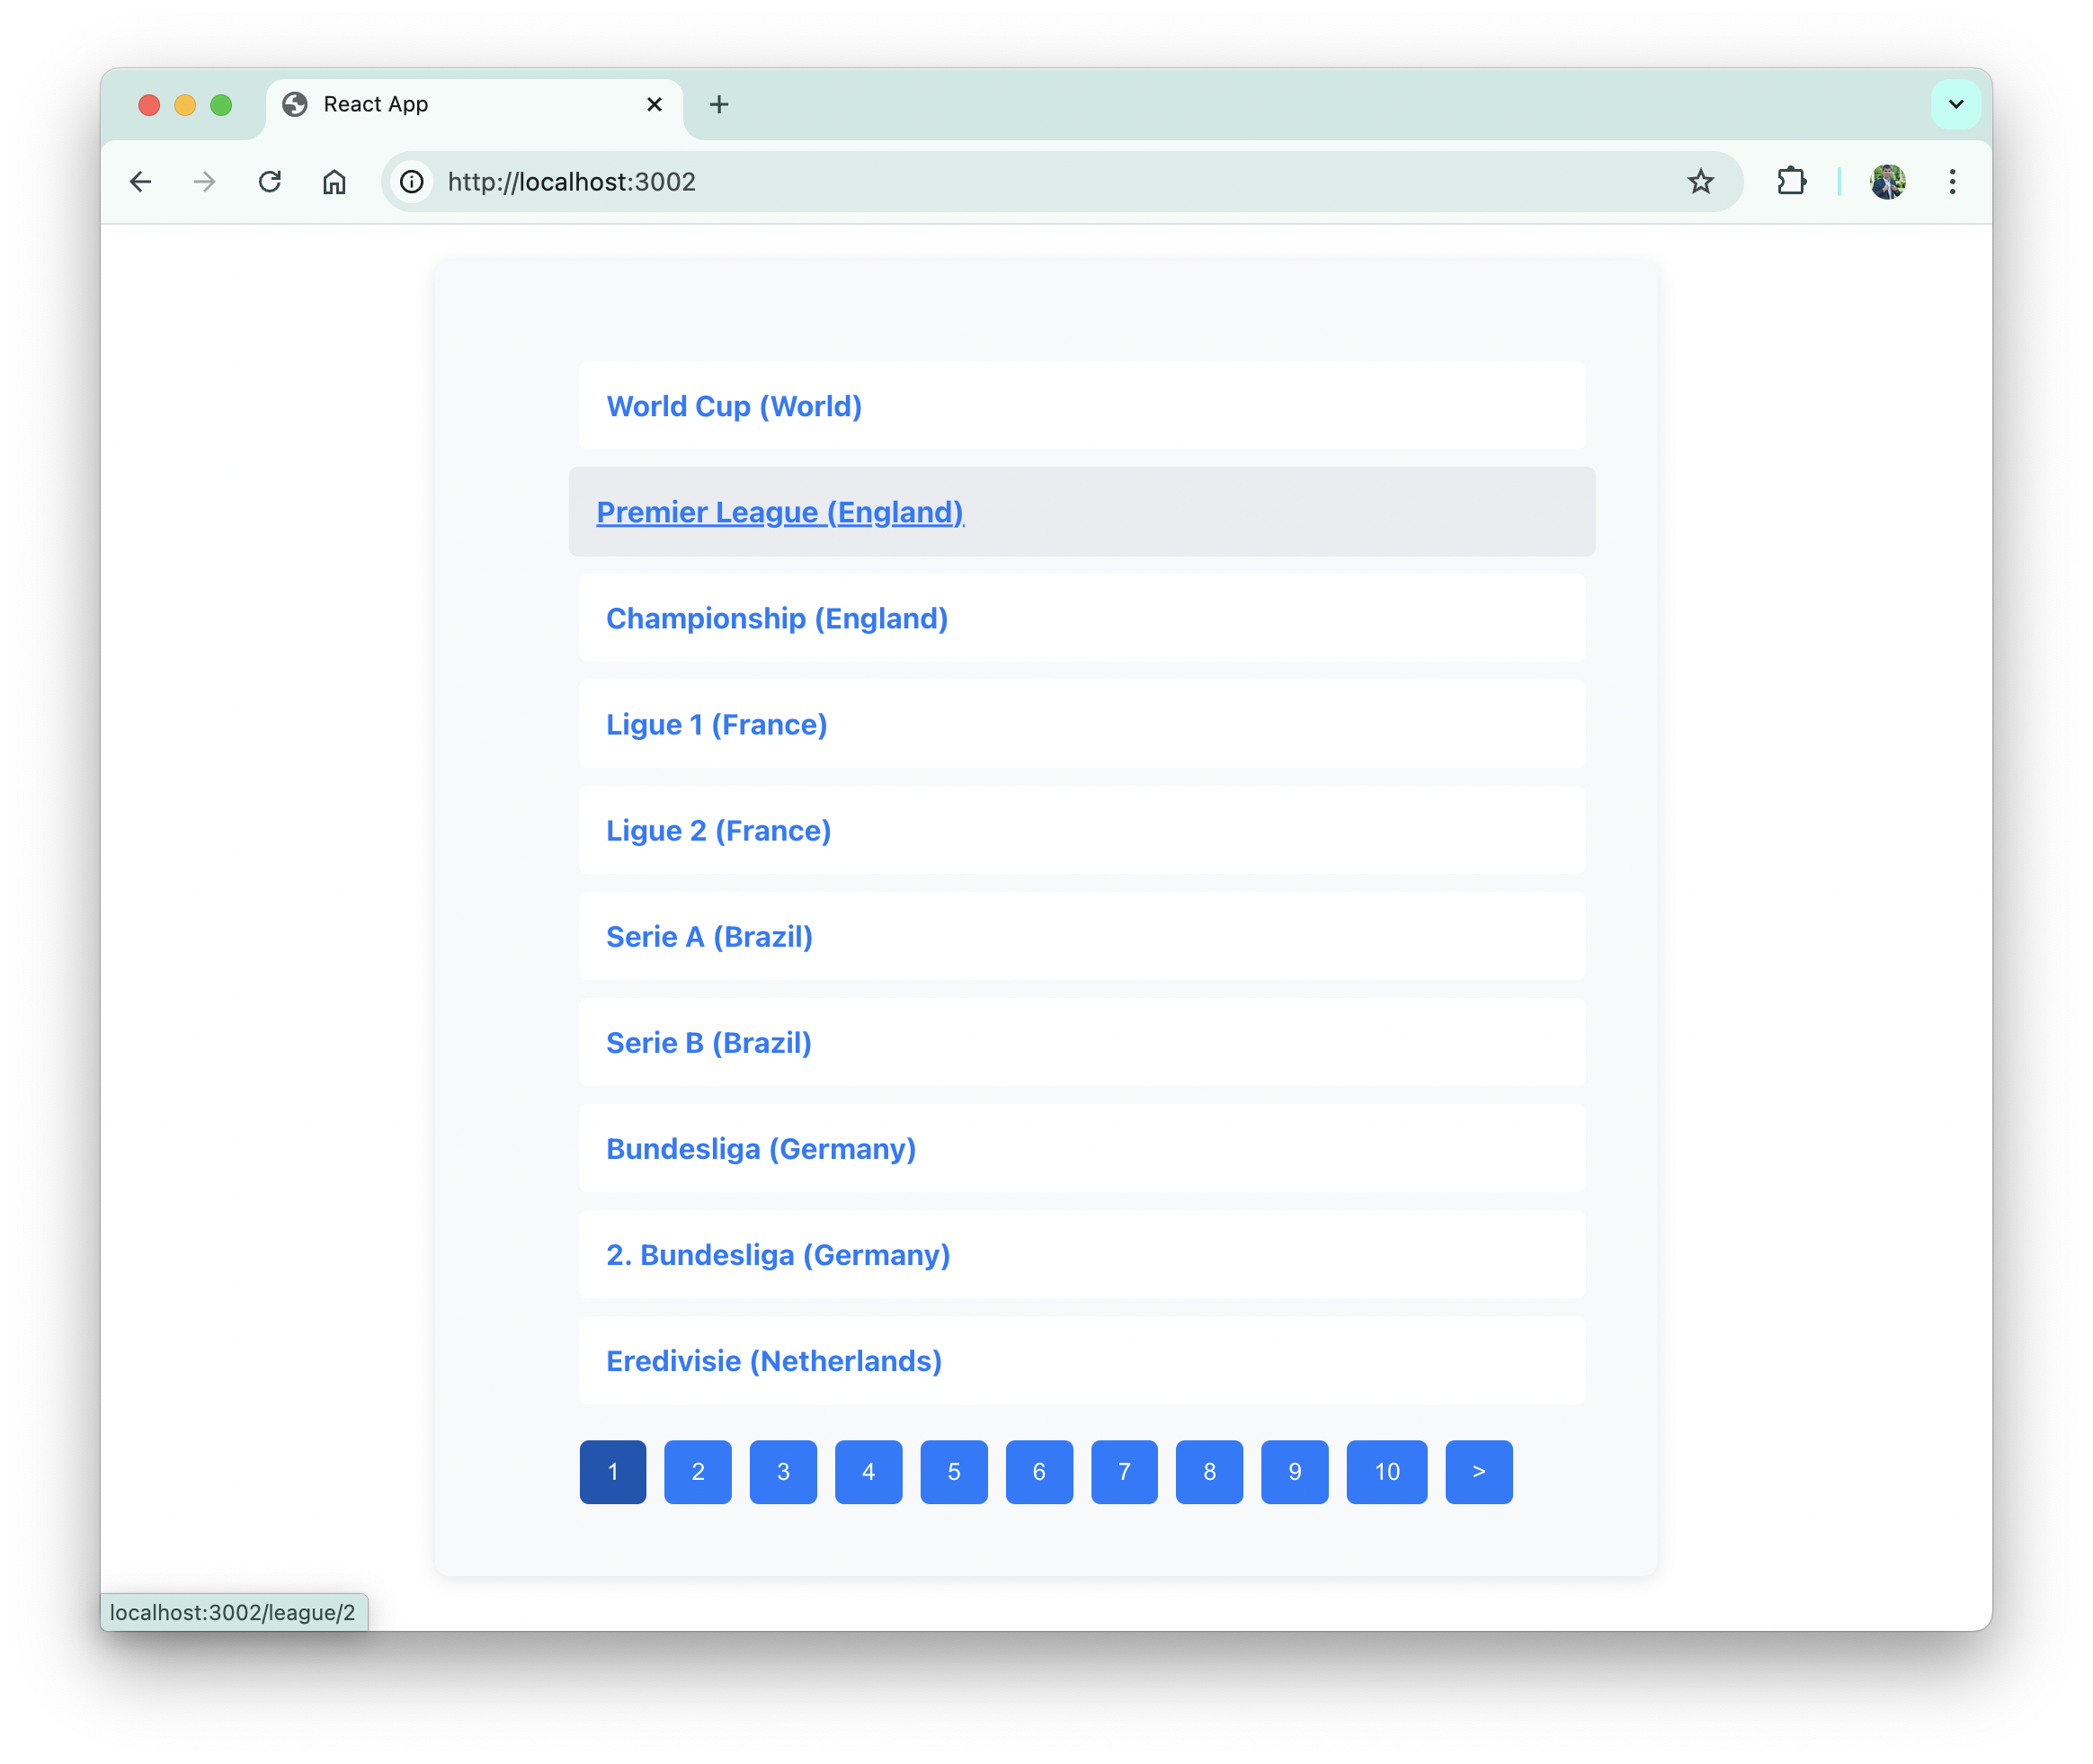 React App
http://localhost:3002
World Cup (World)
Premier League (England)
Championship (England)
Ligue 1 (France)
Ligue 2 (France)
Serie A (Brazil)
Serie B (Brazil)
Bundesliga (Germany)
2. Bundesliga (Germany)
Eredivisie (Netherlands)
1 2 3 4 5 6 7 8 9 10 >
localhost:3002/league/2